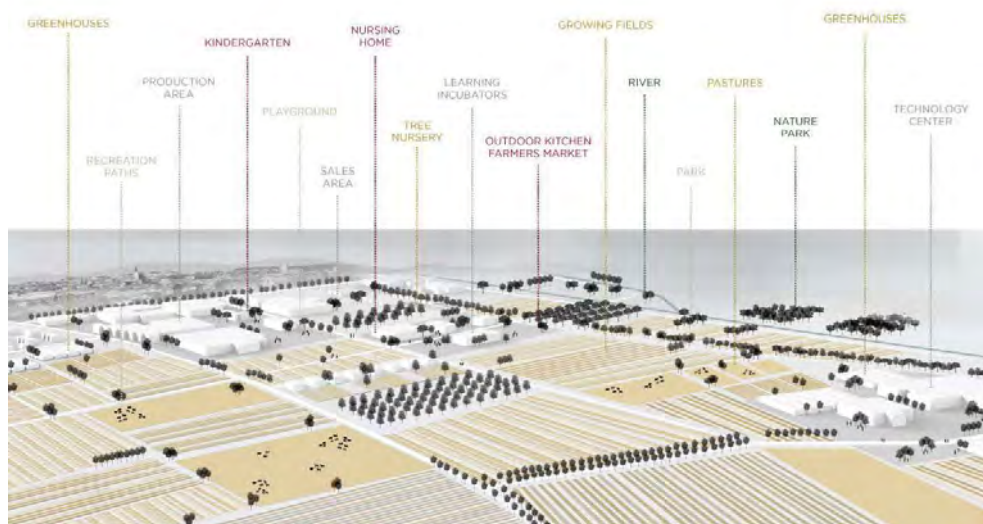 GREENHOUSES
KINDERGARTEN
NURSING
HOME
GROWING FIELDS
GREENHOUSES
PRODUCTION
AREA
PLAYGROUND
LEARNING
INCUBATORS
RIVER
PASTURES
TECHNOLOGY
CENTER
RECREATION
PATHS
SALES
AREA
TREE
NURSERY
OUTDOOR KITCHEN
FARMERS MARKET
PARK
NATURE
PARK